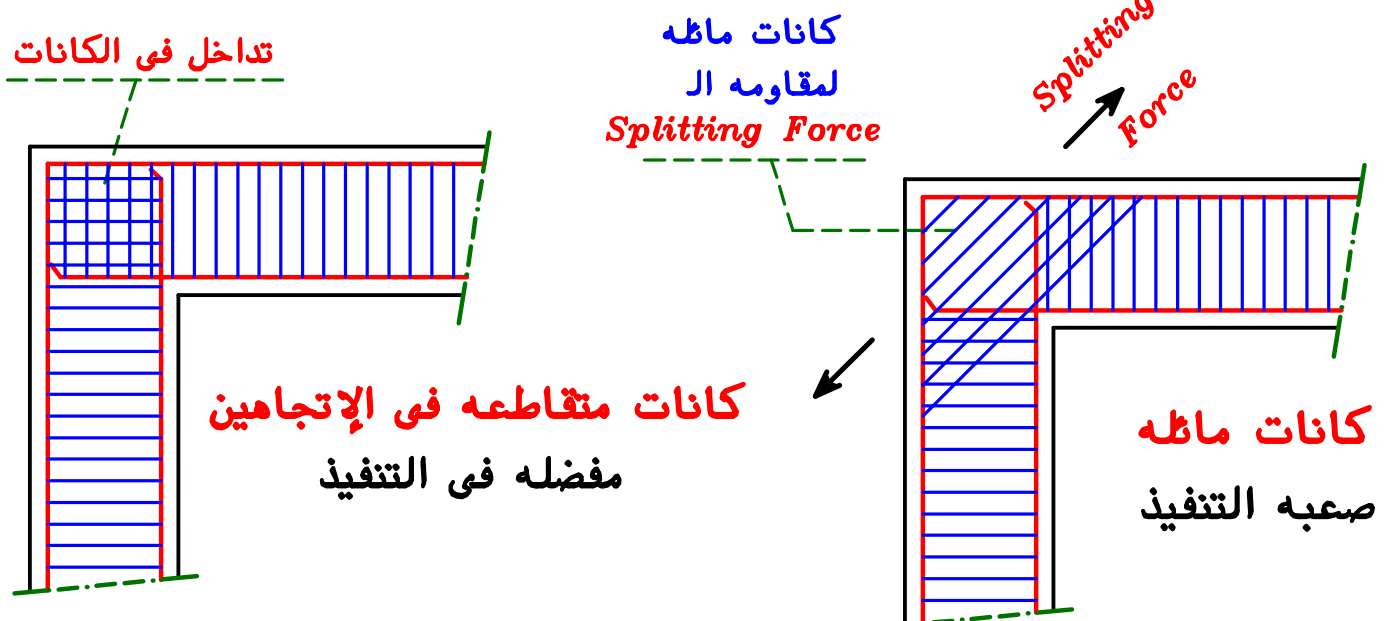 تداخل فى الكانات
كانات مائله
لمقاومه الـ
Splitting Force
Splitting
Force
كانات متقاطعه فى الإتجاهين
مفضله فى التنفيذ
كانات مائله
صعبه التنفيذ